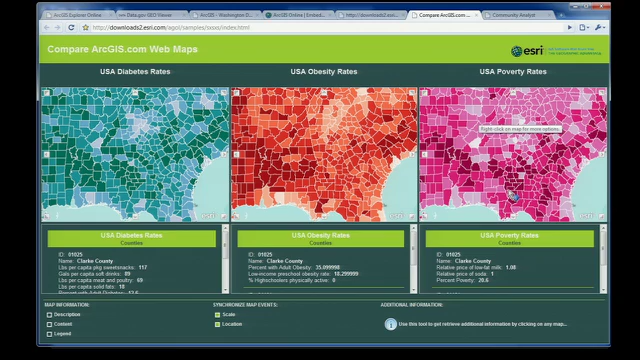 ArcGIS Explorer Online
Data.gov GEO Viewer
ArcGIS - Washington D
ArcGIS Online | Embed...
http://downloads2.esri.com...
Compare ArcGIS.com ...
Community Analyst
http://downloads2.esri.com/agol/samples/xxxx/index.html
Compare ArcGIS.com Web Maps
esri
USA Diabetes Rates
USA Obesity Rates
USA Poverty Rates
Right-click on map for more options.
USA Diabetes Rates
Counties
ID: 01025
Name: Clarke County
Lbs per capita pkg sweetsnacks: 117
Gals per capita soft drinks: 89
Lbs per capita meat and poultry: 69
Lbs per capita solid fats: 18
USA Obesity Rates
Counties
ID: 01025
Name: Clarke County
Percent with Adult Obesity: 35.099998
Low-income preschool obesity rate: 18.299999
% Highschoolers physically active: 0
USA Poverty Rates
Counties
ID: 01025
Name: Clarke County
Relative price of low-fat milk: 1.08
Relative price of soda: 1
Percent Adult Poverty: 20.6
MAP INFORMATION:
Description
Content
Legend
SYNCHRONIZE MAP EVENTS:
Scale
Location
ADDITIONAL INFORMATION:
Use this tool to get retrieve additional information by clicking on any map...